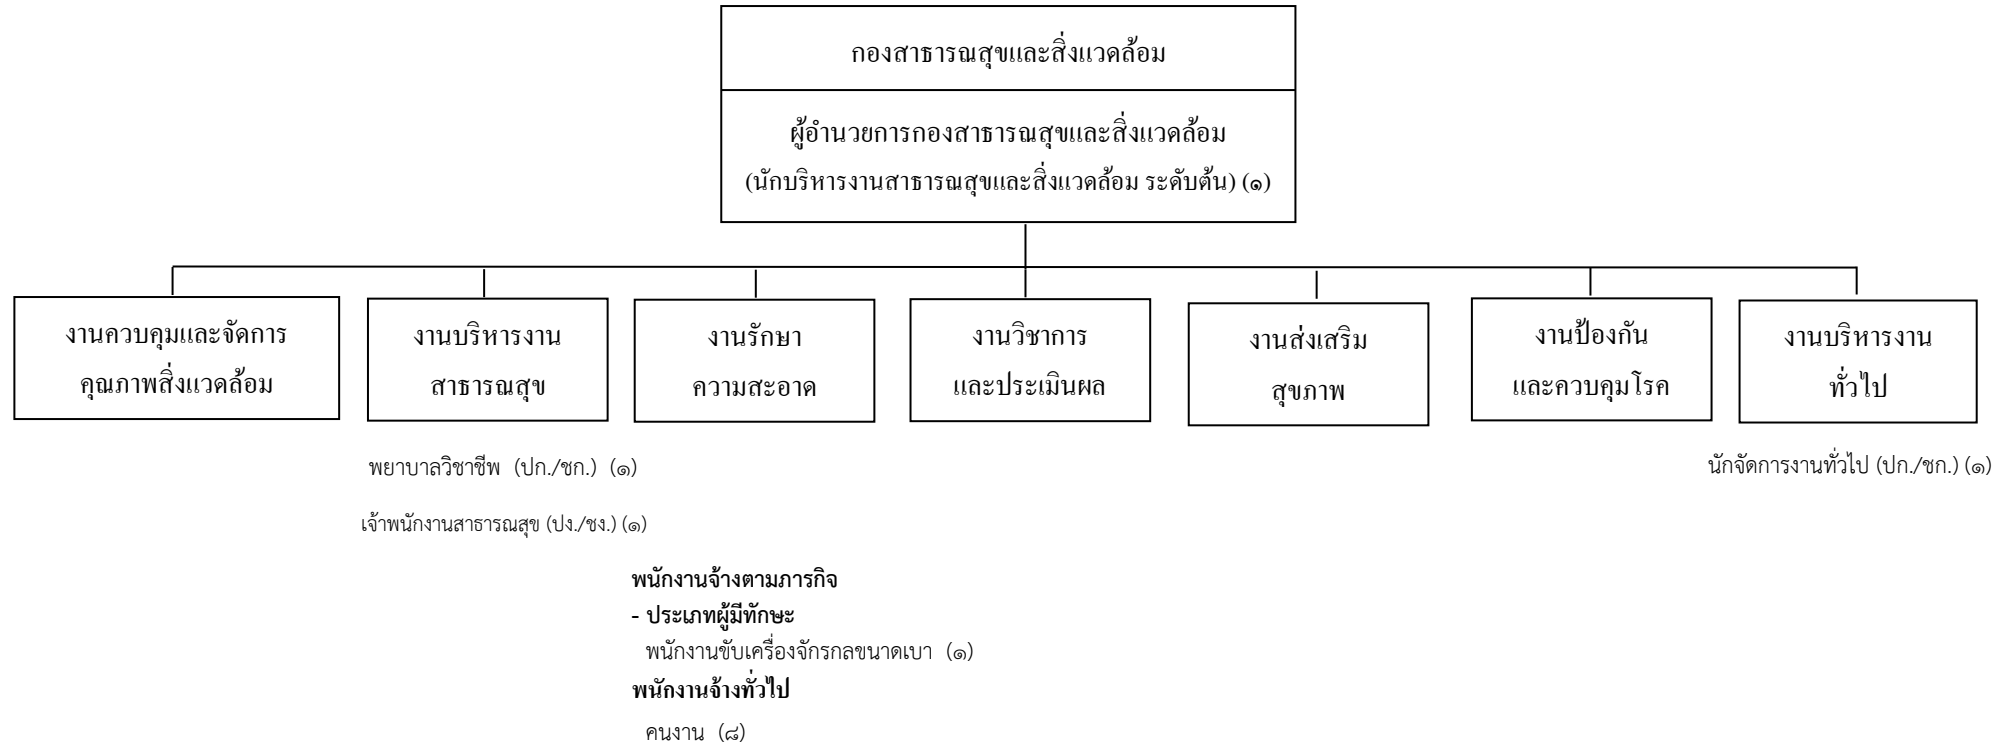 กองสาธารณสุขและสิ่งแวดล้อม
ผู้อำนวยการกองสาธารณสุขและสิ่งแวดล้อม
(นักบริหารงานสาธารณสุขและสิ่งแวดล้อม ระดับต้น) (๑)
งานควบคุมและจัดการ
คุณภาพสิ่งแวดล้อม
งานบริหารงาน
สาธารณสุข
งานรักษา
ความสะอาด
งานวิชาการ
และประเมินผล
งานส่งเสริม
สุขภาพ
งานป้องกัน
และควบคุมโรค
งานบริหารงาน
ทั่วไป
พยาบาลวิชาชีพ (ปก./ชก.) (๑)
เจ้าพนักงานสาธารณสุข (ปง./ชง.) (๑)
นักจัดการงานทั่วไป (ปก./ชก.) (๑)
พนักงานจ้างตามภารกิจ
- ประเภทผู้มีทักษะ
พนักงานขับเครื่องจักรกลขนาดเบา (๑)
พนักงานจ้างทั่วไป
คนงาน (๘)